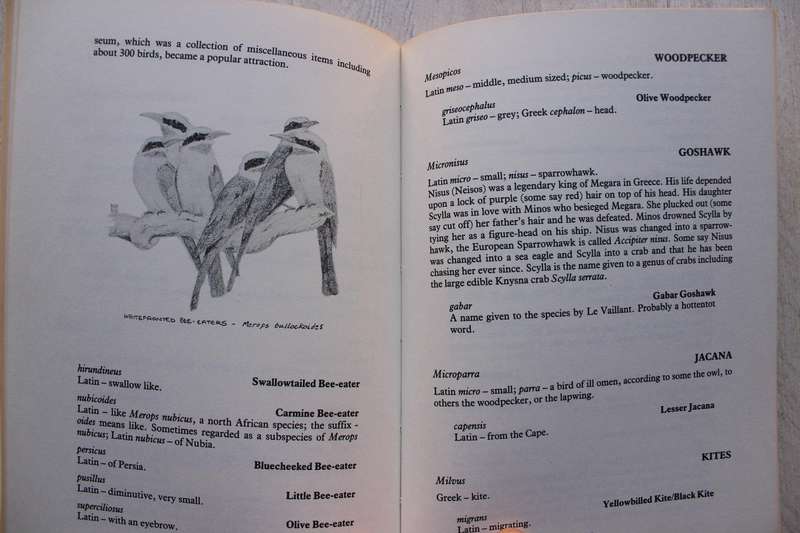 seum, which was a collection of miscellaneous items including
about 300 birds, became a popular attraction.
WHITEFRONTED BEE-EATERS - Merops bullockoides
hirundineus
Latin – swallow like. Swallowtailed Bee-eater
nubicoides
Carmine Bee-eater
Latin – like Merops nubicus, a north African species; the suffix -
oides means like. Sometimes regarded as a subspecies of Merops
nubicus; Latin nubicus – of Nubia.
persicus
Latin – of Persia. Bluecheeked Bee-eater
pusillus
Latin – diminutive, very small. Little Bee-eater
superciliosus
Latin – with an eyebrow. Olive Bee-eater
WOODPECKER
Mesopicos
Latin meso – middle, medium sized; picus – woodpecker.
Olive Woodpecker
griseocephalus
Latin griseo – grey; Greek cephalon – head.
GOSHAWK
Micronisus
Latin micro – small; nisus – sparrowhawk.
Nisus (Neisos) was a legendary king of Megara in Greece. His life depended
upon a lock of purple (some say red) hair on top of his head. His daughter
Scylla was in love with Minos who besieged Megara. She plucked out (some
say cut off) her father's hair and he was defeated. Minos drowned Scylla by
tying her as a figure-head on his ship. Nisus was changed into a sparrow-
hawk, the European Sparrowhawk is called Accipiter nisus. Some say Nisus
was changed into a sea eagle and Scylla into a crab and that he has been
chasing her ever since. Scylla is the name given to a genus of crabs including
the large edible Knysna crab Scylla serrata.
Gabar Goshawk
gabar
A name given to the species by Le Vaillant. Probably a hottentot
word.
JACANA
Microparra
Latin micro – small; parra – a bird of ill omen, according to some the owl, to
others the woodpecker, or the lapwing.
Lesser Jacana
capensis
Latin – from the Cape.
KITES
Milvus
Greek – kite.
Yellowbilled Kite/Black Kite
migrans
Latin – migrating.